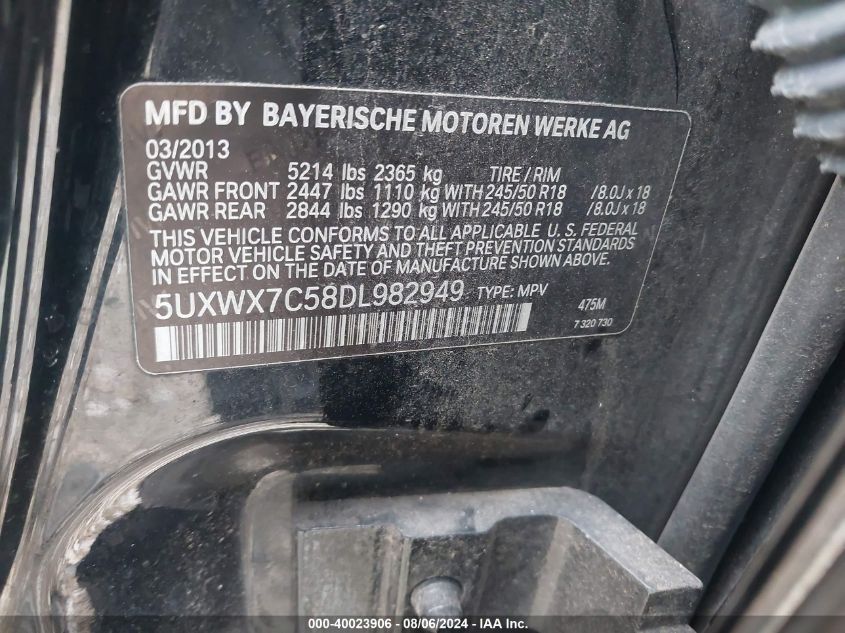 MFD BY BAYERISCHE MOTOREN WERKE AG
03/2013
GVWR 5214 lbs 2365 kg TIRE / RIM
GAWR FRONT 2447 lbs 1110 kg WITH 245/50 R18 / 8.0J x 18
GAWR REAR 2844 lbs 1290 kg WITH 245/50 R18 / 8.0J x 18
THIS VEHICLE CONFORMS TO ALL APPLICABLE U. S. FEDERAL
MOTOR VEHICLE SAFETY AND THEFT PREVENTION STANDARDS
IN EFFECT ON THE DATE OF MANUFACTURE SHOWN ABOVE.
5UXWX7C58DL982949 TYPE: MPV 475M
7 320 730
000-40023906 - 08/06/2024 - IAA Inc.